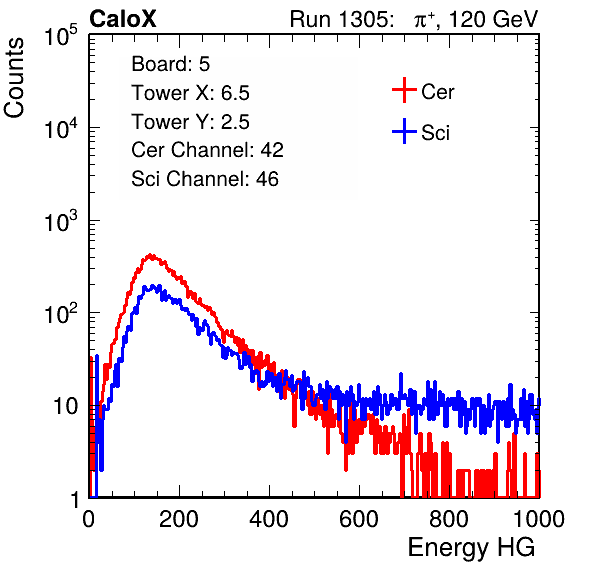 CaloX Run 1305: π⁺, 120 GeV
Board: 5
Tower X: 6.5
Tower Y: 2.5
Cer Channel: 42
Sci Channel: 46
Cer
Sci
Counts
10⁵
10⁴
10³
10²
10
1
0 200 400 600 800 1000
Energy HG